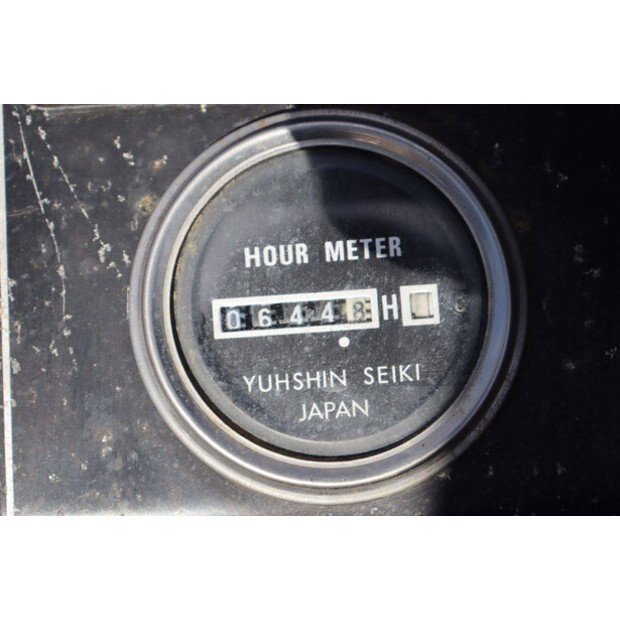 HOUR METER
06448 H
YUHSHIN SEIKI
JAPAN